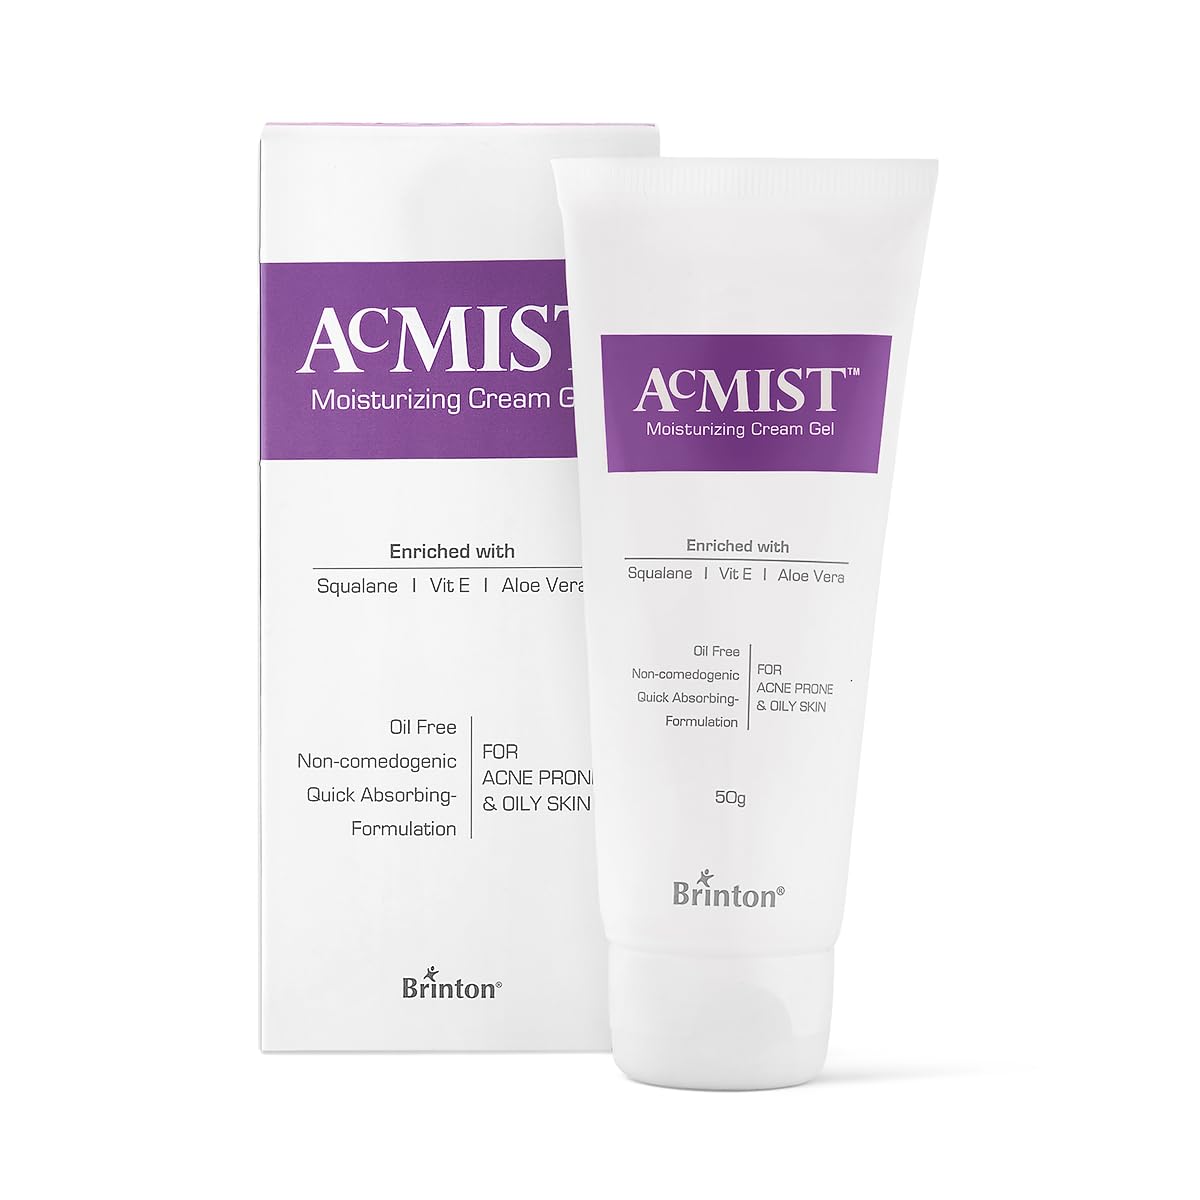 ACMIST
Moisturizing Cream G
Enriched with
Squalane | Vit E | Aloe Vera
Oil Free
Non-comedogenic
Quick Absorbing-
Formulation
FOR
ACNE PRONE
& OILY SKIN
Brinton®
ACMIST™
Moisturizing Cream Gel
Enriched with
Squalane | Vit E | Aloe Vera
Oil Free
Non-comedogenic
Quick Absorbing-
Formulation
FOR
ACNE PRONE
& OILY SKIN
50g
Brinton®